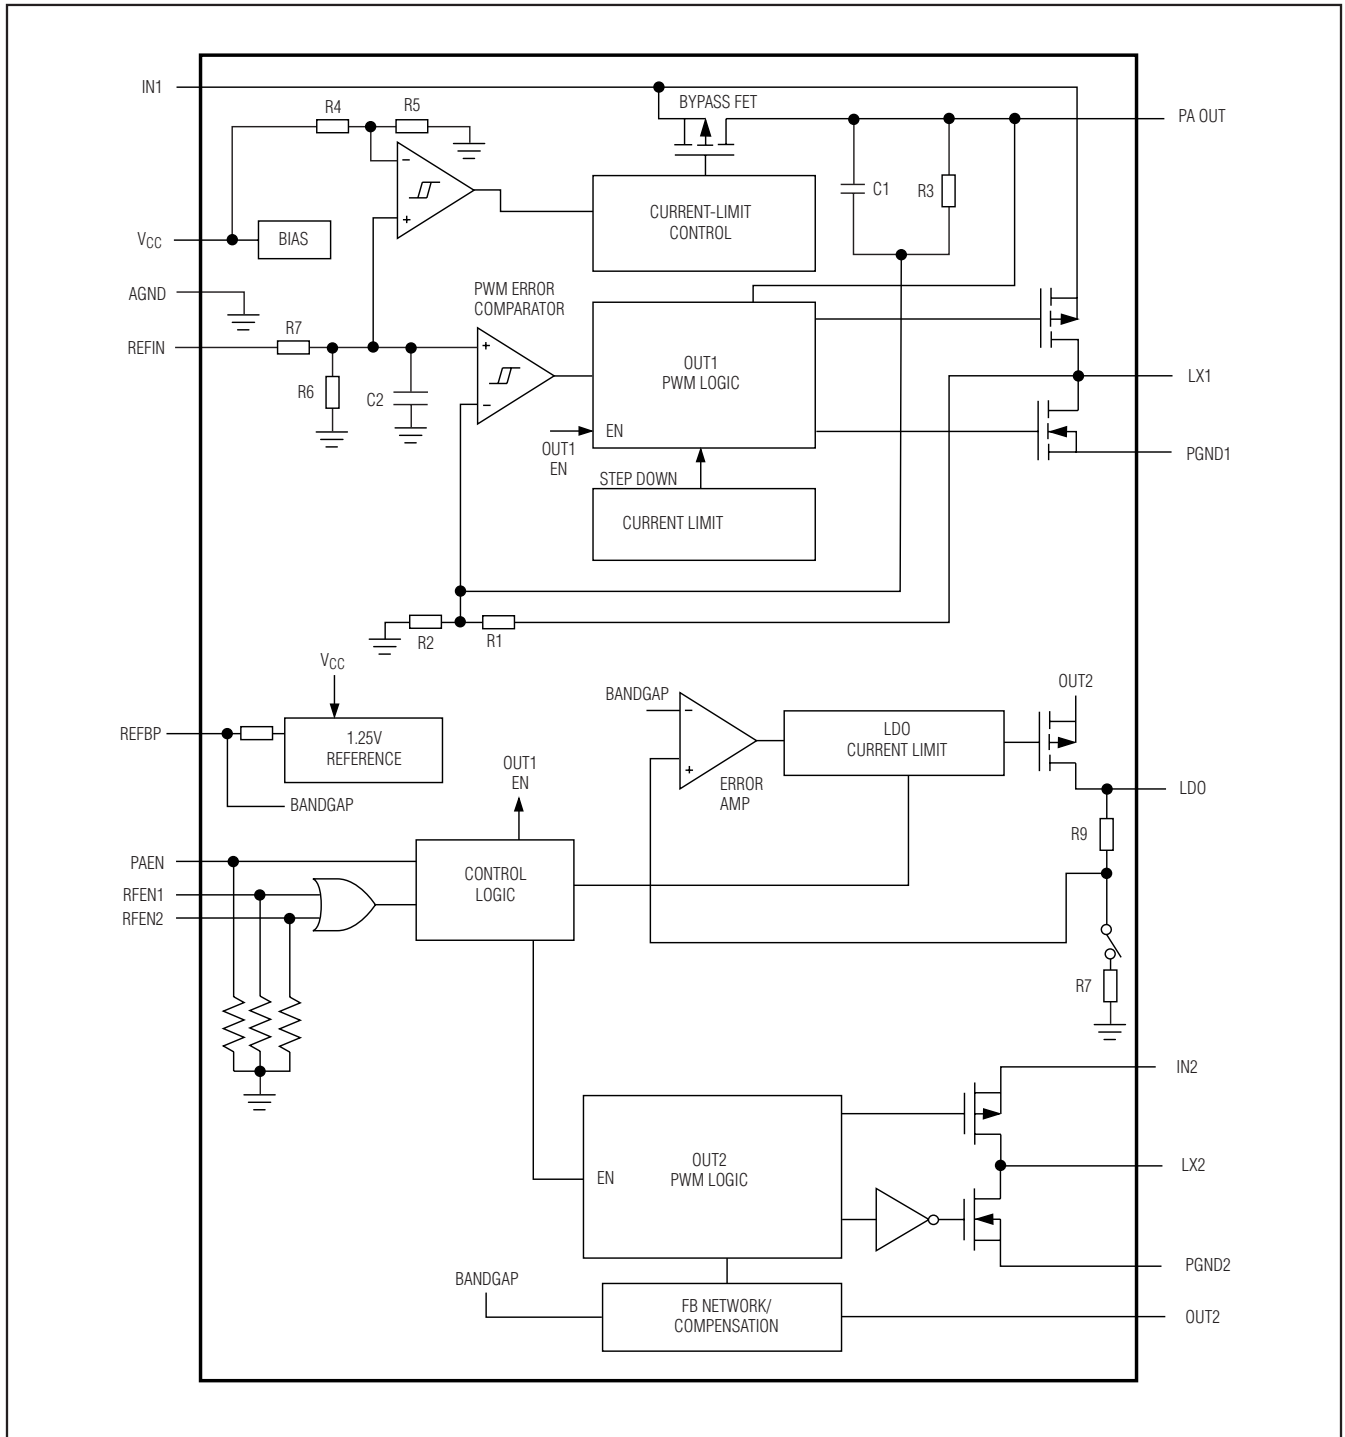 IN1
R4
R5
BYPASS FET
PA OUT
−
+
CURRENT-LIMIT
CONTROL
C1
R3
VCC
BIAS
AGND
PWM ERROR
COMPARATOR
R7
REFIN
+
−
OUT1
PWM LOGIC
LX1
R6
C2
EN
OUT1
EN
PGND1
STEP DOWN
CURRENT LIMIT
R2
R1
VCC
REFBP
1.25V
REFERENCE
BANDGAP
BANDGAP
−
+
ERROR
AMP
LDO
CURRENT LIMIT
OUT2
LDO
R9
R7
OUT1
EN
PAEN
RFEN1
RFEN2
CONTROL
LOGIC
IN2
OUT2
PWM LOGIC
EN
LX2
PGND2
BANDGAP
FB NETWORK/
COMPENSATION
OUT2